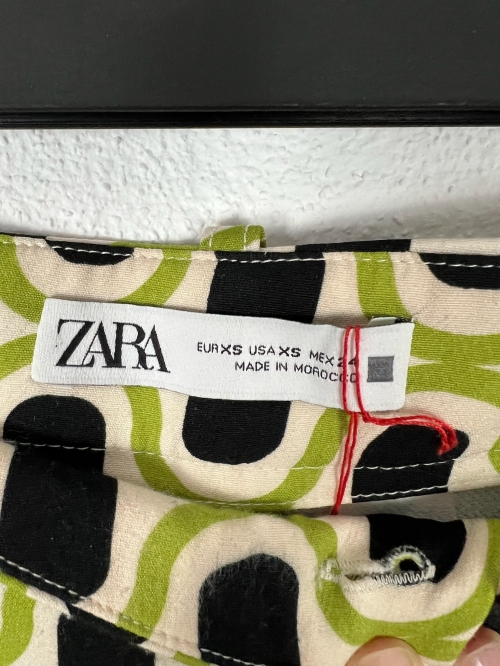 ZARA
EUR XS USA XS MEX 24
MADE IN MOROCCO